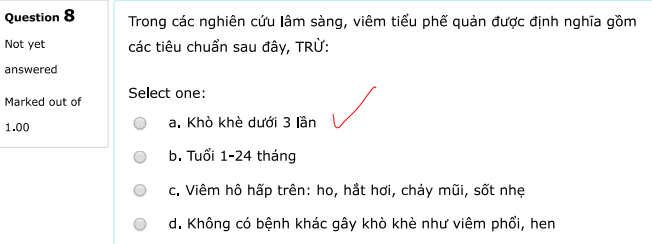 Question 8
Not yet
answered
Marked out of
1.00
Trong các nghiên cứu lâm sàng, viêm tiểu phế quản được định nghĩa gồm
các tiêu chuẩn sau đây, TRỪ:
Select one:
a. Khò khè dưới 3 lần
b. Tuổi 1-24 tháng
c. Viêm hô hấp trên: ho, hắt hơi, chảy mũi, sốt nhẹ
d. Không có bệnh khác gây khò khè như viêm phổi, hen